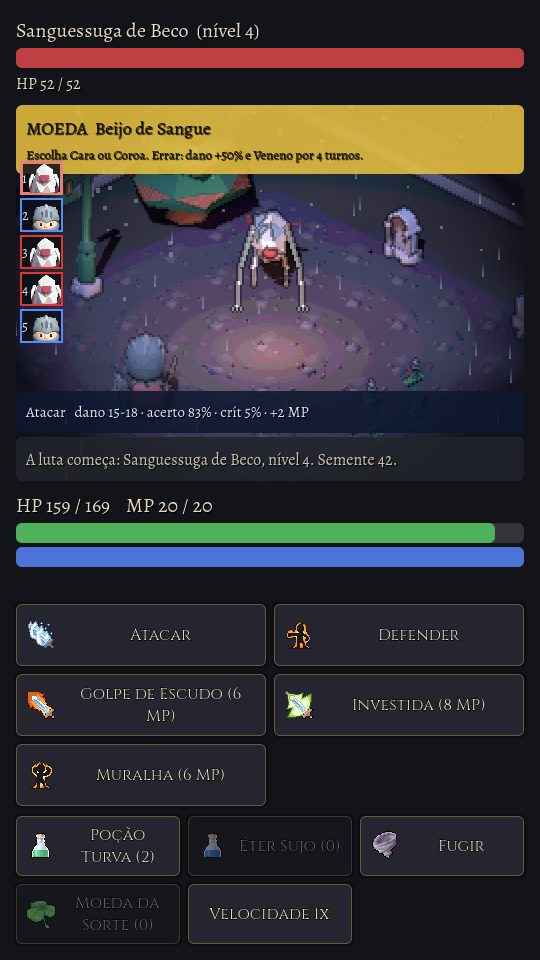 Sanguessuga de Beco (nível 4)
HP 52 / 52
MOEDA Beijo de Sangue
Escolha Cara ou Coroa. Errar: dano +50% e Veneno por 4 turnos.
1
2
3
4
5
Atacar dano 15-18 · acerto 83% · crít 5% · +2 MP
A luta começa: Sanguessuga de Beco, nível 4. Semente 42.
HP 159 / 169 MP 20 / 20
Atacar
Defender
Golpe de Escudo (6
MP)
Investida (8 MP)
Muralha (6 MP)
Poção
Turva (2)
Éter Sujo (0)
Fugir
Moeda da
Sorte (0)
Velocidade 1x